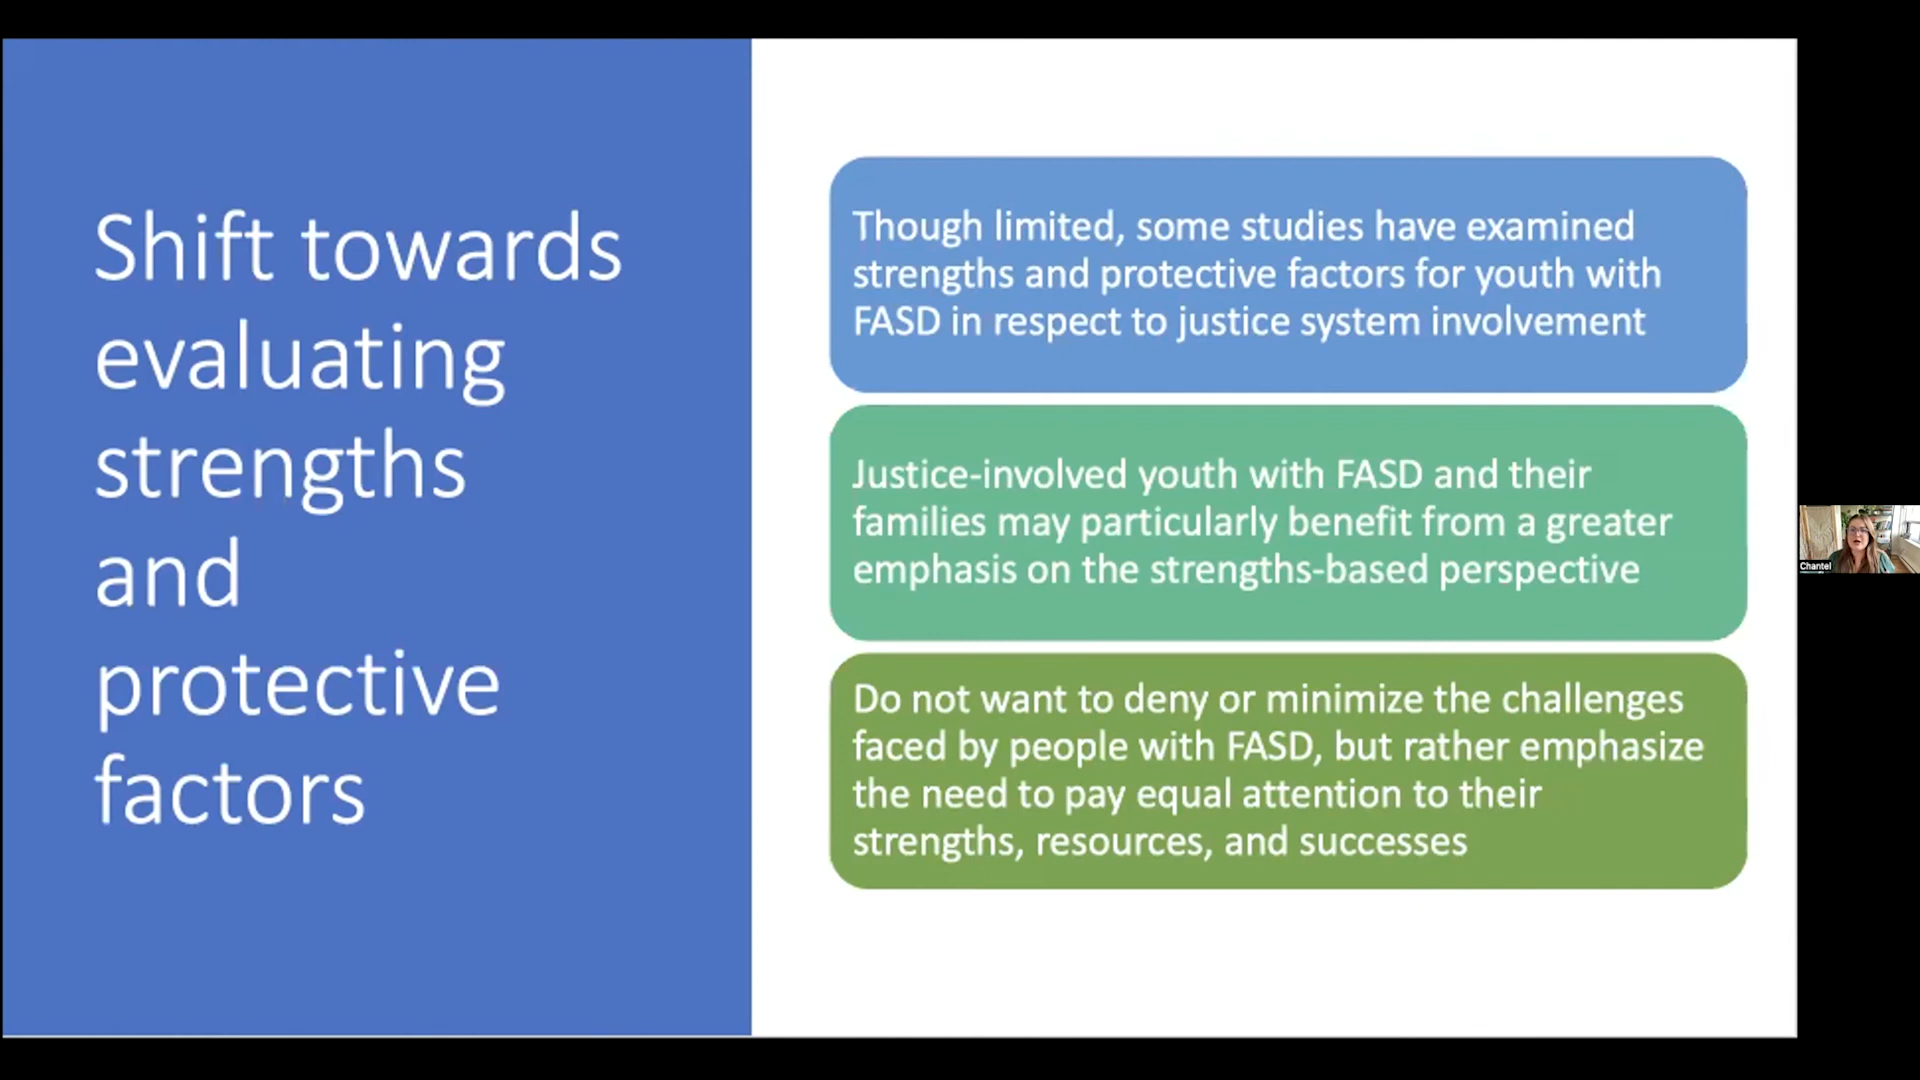 Shift towards
evaluating
strengths
and
protective
factors
Though limited, some studies have examined
strengths and protective factors for youth with
FASD in respect to justice system involvement
Justice-involved youth with FASD and their
families may particularly benefit from a greater
emphasis on the strengths-based perspective
Do not want to deny or minimize the challenges
faced by people with FASD, but rather emphasize
the need to pay equal attention to their
strengths, resources, and successes
Chantel